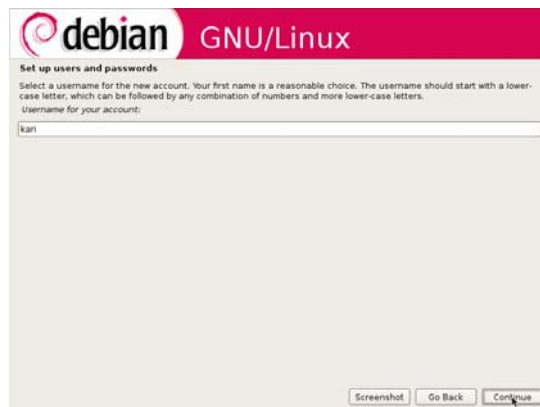 debian GNU/Linux
Set up users and passwords
Select a username for the new account. Your first name is a reasonable choice. The username should start with a lower-
case letter, which can be followed by any combination of numbers and more lower-case letters.
Username for your account:
kari
Screenshot Go Back Continue